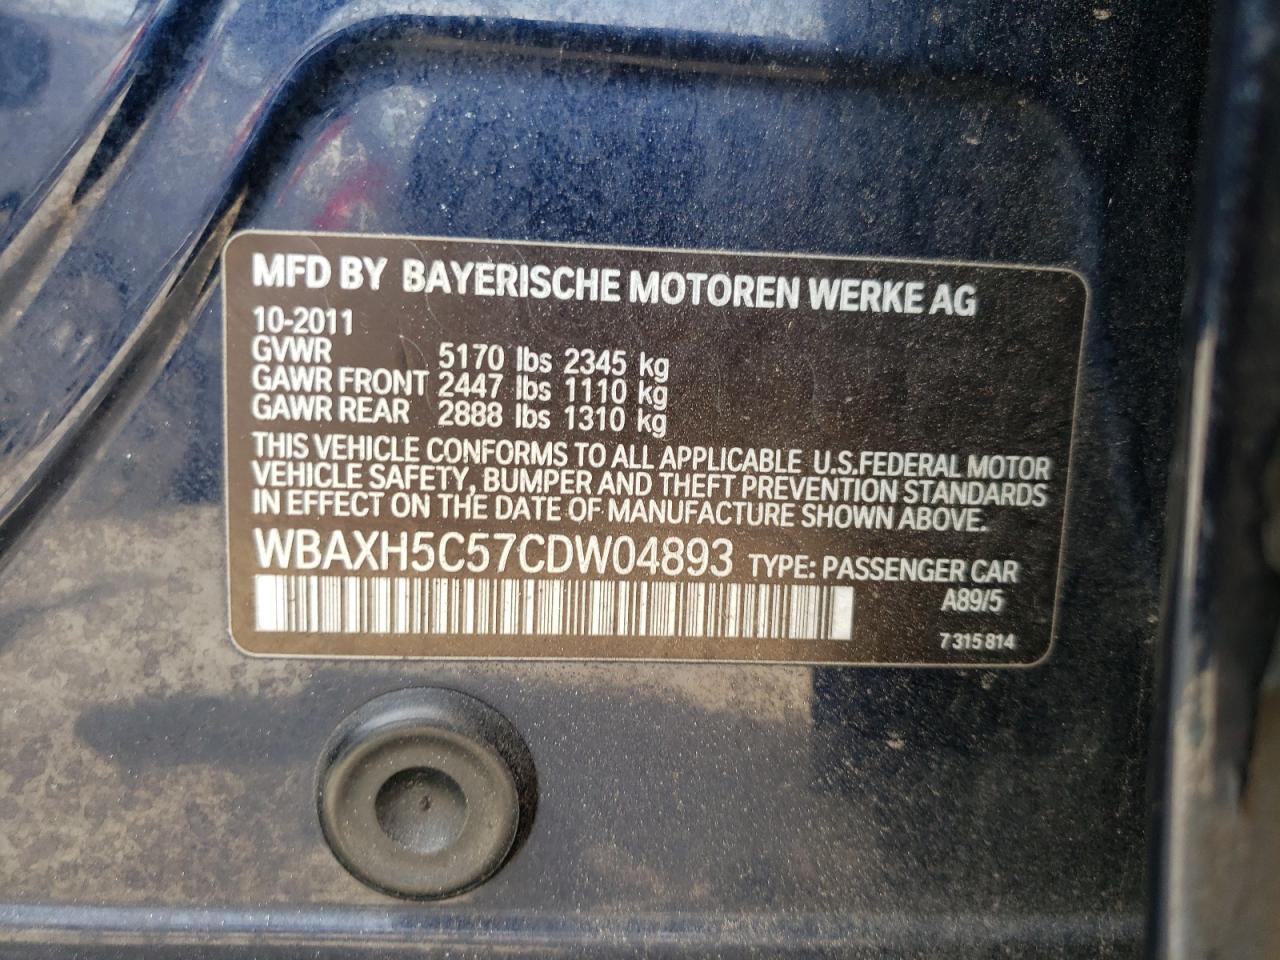 MFD BY BAYERISCHE MOTOREN WERKE AG
10-2011
GVWR 5170 lbs 2345 kg
GAWR FRONT 2447 lbs 1110 kg
GAWR REAR 2888 lbs 1310 kg
THIS VEHICLE CONFORMS TO ALL APPLICABLE U.S.FEDERAL MOTOR
VEHICLE SAFETY, BUMPER AND THEFT PREVENTION STANDARDS
IN EFFECT ON THE DATE OF MANUFACTURE SHOWN ABOVE.
WBAXH5C57CDW04893 TYPE: PASSENGER CAR
A89/5
7 315 814